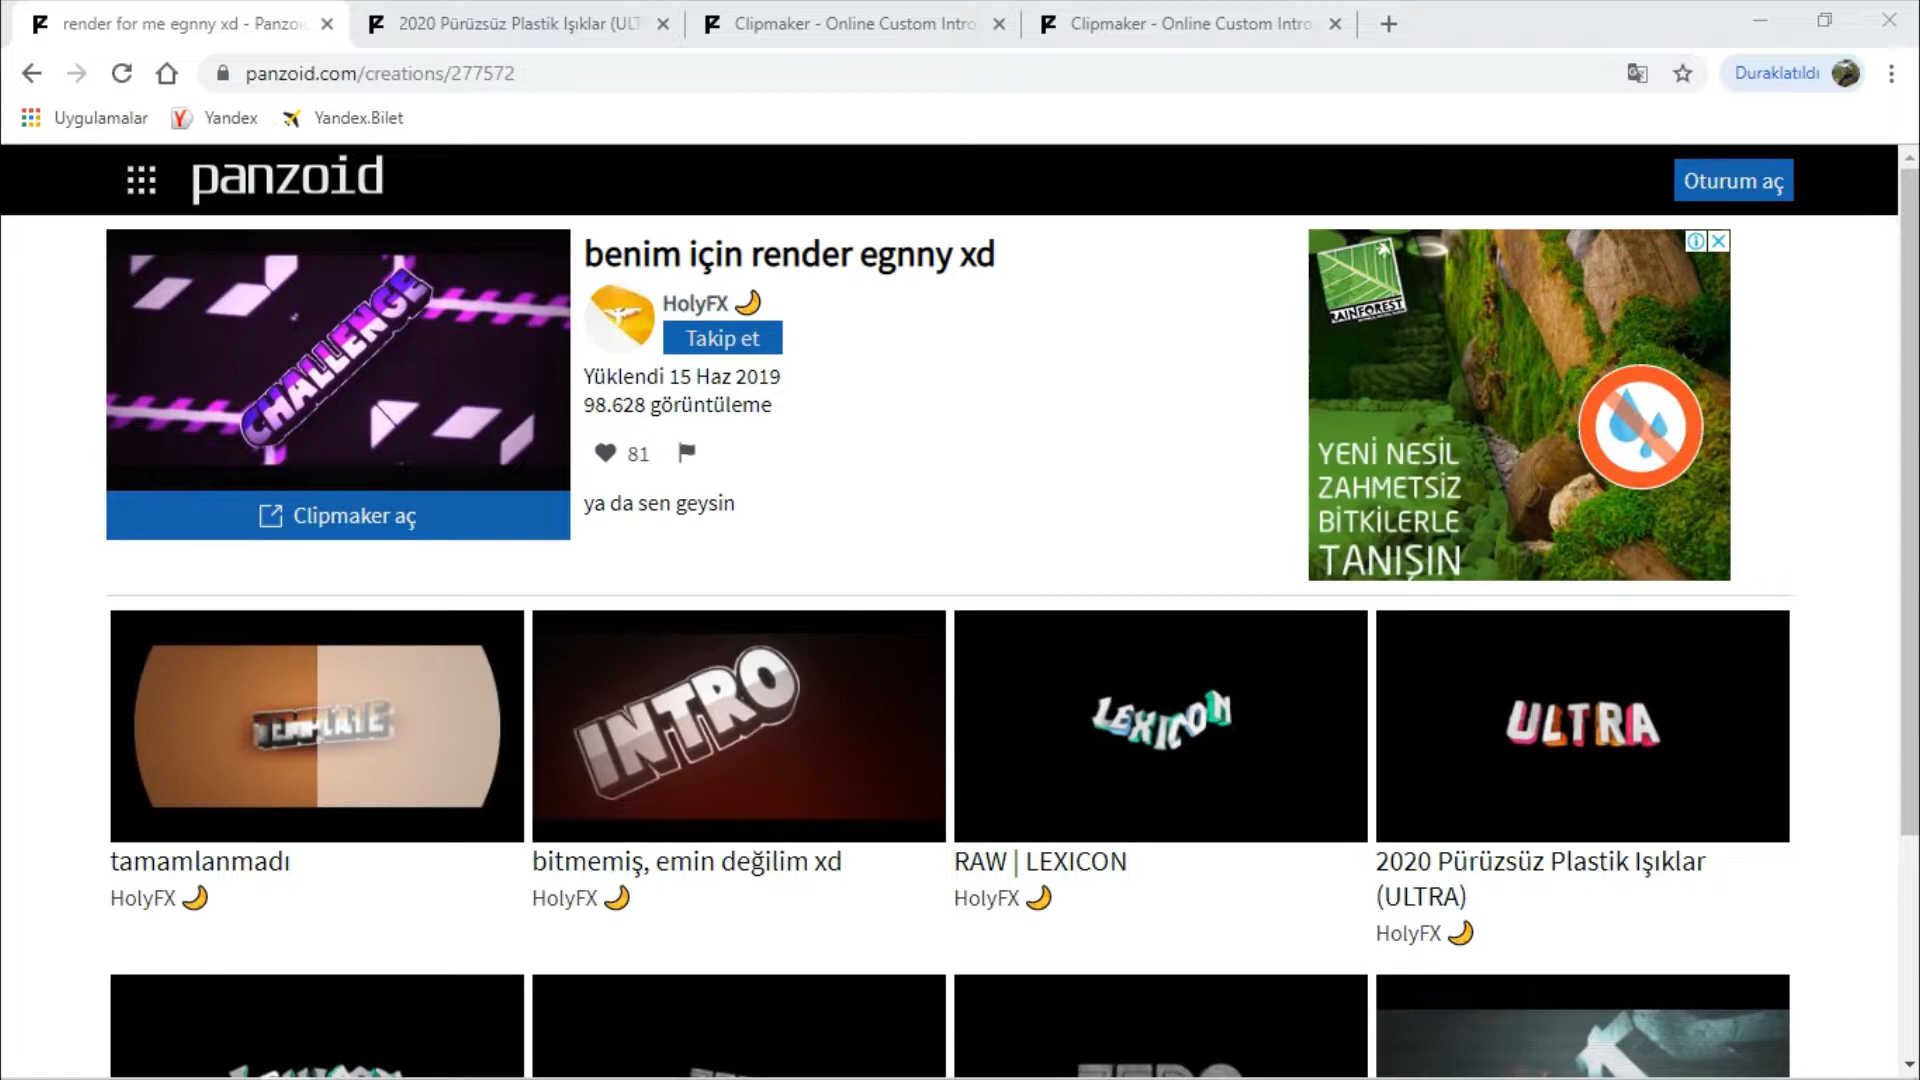 render for me egnny xd - Panzoic
2020 Pürüzsüz Plastik Işıklar (ULT
Clipmaker - Online Custom Intro
Clipmaker - Online Custom Intro
panzoid.com/creations/277572
Duraklatıldı
Uygulamalar
Yandex
Yandex.Bilet
panzoid
Oturum aç
CHALLENGE
Clipmaker aç
benim için render egnny xd
HolyFX 🌙
Takip et
Yüklendi 15 Haz 2019
98.628 görüntüleme
81
ya da sen geysin
RAINFOREST
YENİ NESİL
ZAHMETSİZ
BİTKİLERLE
TANIŞIN
TEMPLATE
INTRO
LEXICON
ULTRA
tamamlanmadı
HolyFX 🌙
bitmemiş, emin değilim xd
HolyFX 🌙
RAW | LEXICON
HolyFX 🌙
2020 Pürüzsüz Plastik Işıklar
(ULTRA)
HolyFX 🌙